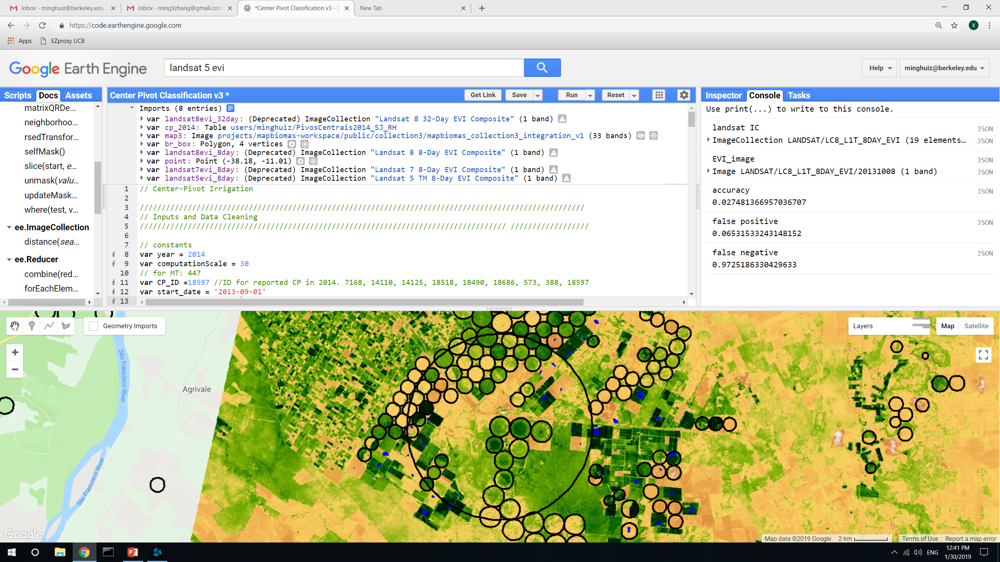 Inbox - minghuiz@berkeley.edu
Inbox - ming9zhang@gmail.com
*Center Pivot Classification v3 - E
New Tab
https://code.earthengine.google.com
X
Apps
EZproxy UCB
Google Earth Engine
landsat 5 evi
Help
minghuiz@berkeley.edu
Scripts Docs Assets
matrixQRDe...
neighborhoo...
rsedTransfor...
selfMask()
slice(start, e...
unmask(valu...
updateMask...
where(test, v...
ee.ImageCollection
distance(sea...
ee.Reducer
combine(red...
forEachElem...
Center Pivot Classification v3 *
Get Link Save Run Reset
Imports (8 entries)
var landsat8evi_32day: (Deprecated) ImageCollection "Landsat 8 32-Day EVI Composite" (1 band)
var cp_2014: Table users/minghuiz/PivosCentrais2014_SJ_RH
var map3: Image projects/mapbiomas-workspace/public/collection3/mapbiomas_collection3_integration_v1 (33 bands)
var br_box: Polygon, 4 vertices
var landsat8evi_8day: (Deprecated) ImageCollection "Landsat 8 8-Day EVI Composite" (1 band)
var point: Point (-38.18, -11.01)
var landsat7evi_8day: (Deprecated) ImageCollection "Landsat 7 8-Day EVI Composite" (1 band)
var landsat5evi_8day: (Deprecated) ImageCollection "Landsat 5 TM 8-Day EVI Composite" (1 band)
1 // Center-Pivot Irrigation
2
3 //////////////////////////////////////////////////////////////////////////////////////////////////////
4 // Inputs and Data Cleaning
5 //////////////////////////////////////////////////////////////////////////////////// //////////////////
6
7 // constants
8 var year = 2014
9 var computationScale = 30
10 // for MT: 447
11 var CP_ID =18597 //ID for reported CP in 2014. 7168, 14110, 14125, 18518, 18490, 18686, 573, 388, 18597
12 var start_date = '2013-09-01'
13
Inspector Console Tasks
Use print(...) to write to this console.
landsat IC
JSON
ImageCollection LANDSAT/LC8_L1T_8DAY_EVI (19 elements...
JSON
EVI_image
JSON
Image LANDSAT/LC8_L1T_8DAY_EVI/20131008 (1 band)
JSON
accuracy
JSON
0.027481366957036707
false positive
JSON
0.06531533243148152
false negative
JSON
0.9725186330429633
Geometry Imports
Layers
Map Satellite
+
−
São Francisco River
Agrivale
São Francisco River
Google
Map data ©2019 Google
2 km
Terms of Use
Report a map error
ENG
12:41 PM
1/30/2019